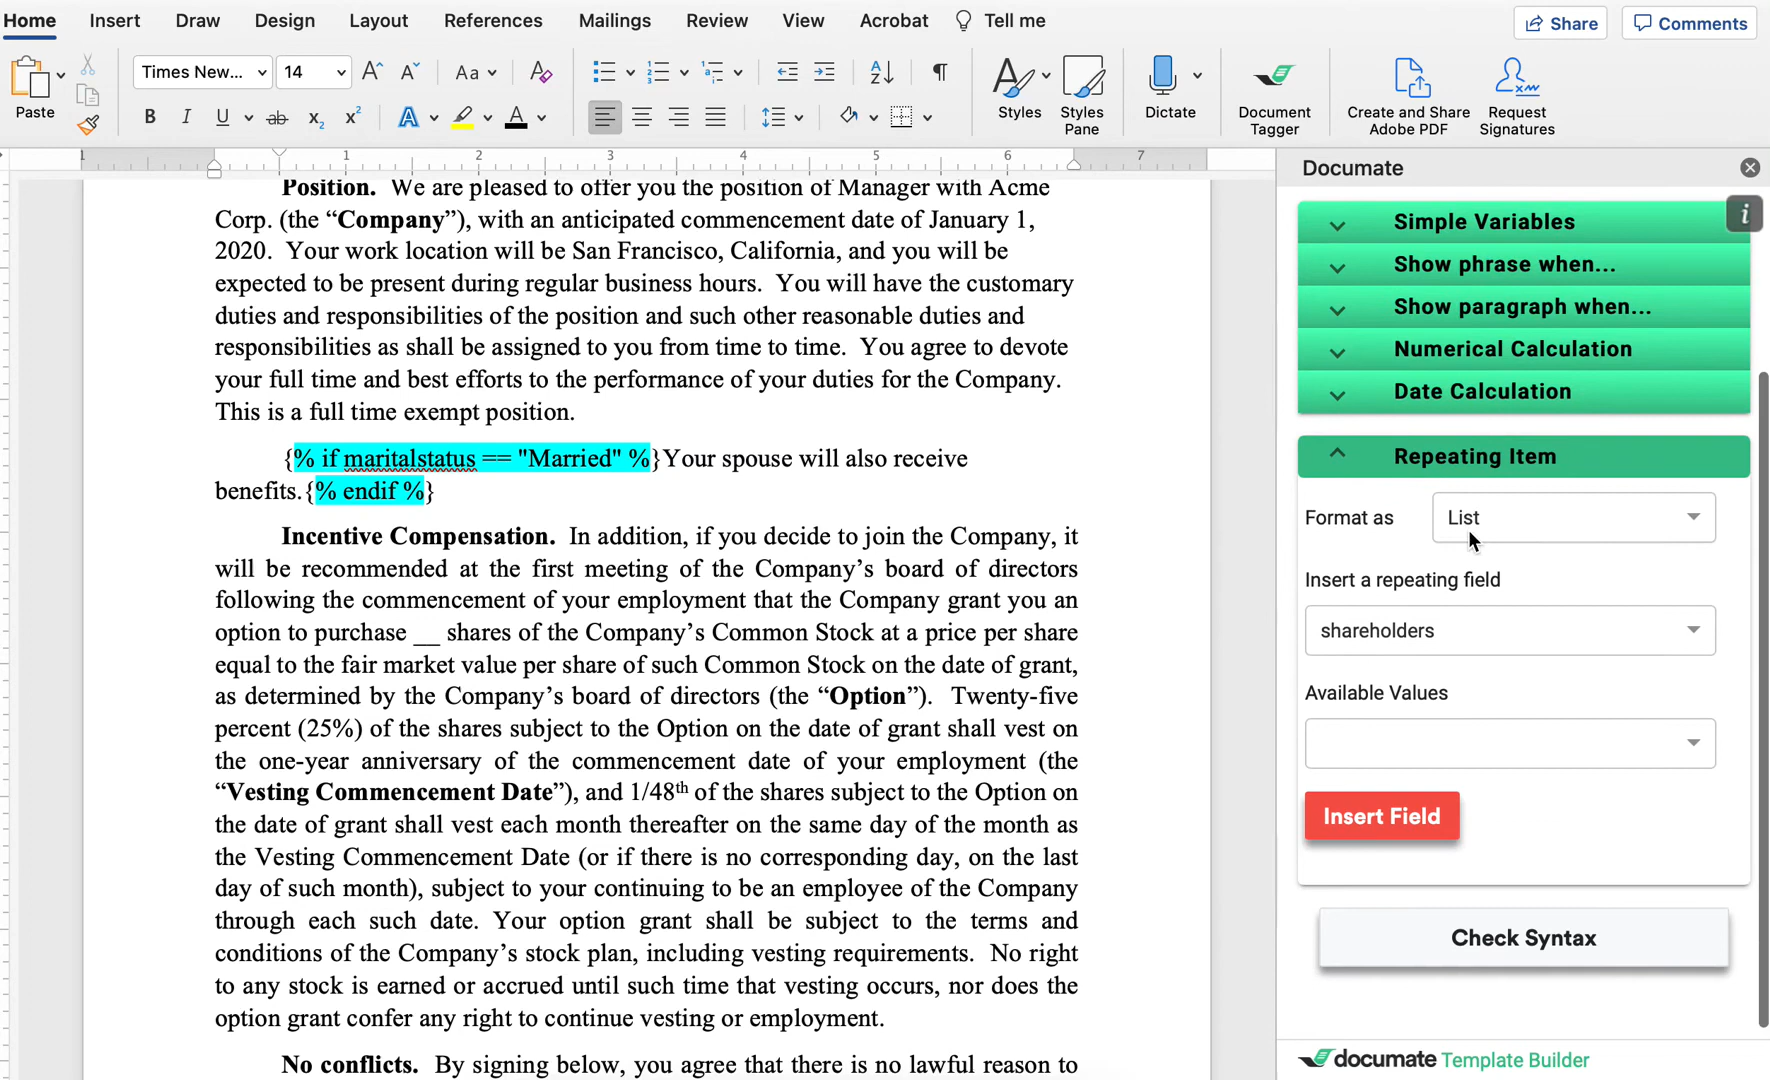 Home Insert Draw Design Layout References Mailings Review View Acrobat Tell me Share Comments
Paste Times New... 14 Aa Styles Styles Pane Dictate Document Tagger Create and Share Adobe PDF Request Signatures
B I U ab x2 x2 A A
1 1 2 3 4 5 6 7
Position. We are pleased to offer you the position of Manager with Acme
Corp. (the “Company”), with an anticipated commencement date of January 1,
2020. Your work location will be San Francisco, California, and you will be
expected to be present during regular business hours. You will have the customary
duties and responsibilities of the position and such other reasonable duties and
responsibilities as shall be assigned to you from time to time. You agree to devote
your full time and best efforts to the performance of your duties for the Company.
This is a full time exempt position.
{% if maritalstatus == "Married" %}Your spouse will also receive
benefits.{% endif %}
Incentive Compensation. In addition, if you decide to join the Company, it
will be recommended at the first meeting of the Company’s board of directors
following the commencement of your employment that the Company grant you an
option to purchase __ shares of the Company’s Common Stock at a price per share
equal to the fair market value per share of such Common Stock on the date of grant,
as determined by the Company’s board of directors (the “Option”). Twenty-five
percent (25%) of the shares subject to the Option on the date of grant shall vest on
the one-year anniversary of the commencement date of your employment (the
“Vesting Commencement Date”), and 1/48th of the shares subject to the Option on
the date of grant shall vest each month thereafter on the same day of the month as
the Vesting Commencement Date (or if there is no corresponding day, on the last
day of such month), subject to your continuing to be an employee of the Company
through each such date. Your option grant shall be subject to the terms and
conditions of the Company’s stock plan, including vesting requirements. No right
to any stock is earned or accrued until such time that vesting occurs, nor does the
option grant confer any right to continue vesting or employment.
No conflicts. By signing below, you agree that there is no lawful reason to
Documate
i
Simple Variables
Show phrase when...
Show paragraph when...
Numerical Calculation
Date Calculation
Repeating Item
Format as List
Insert a repeating field
shareholders
Available Values
Insert Field
Check Syntax
documate Template Builder